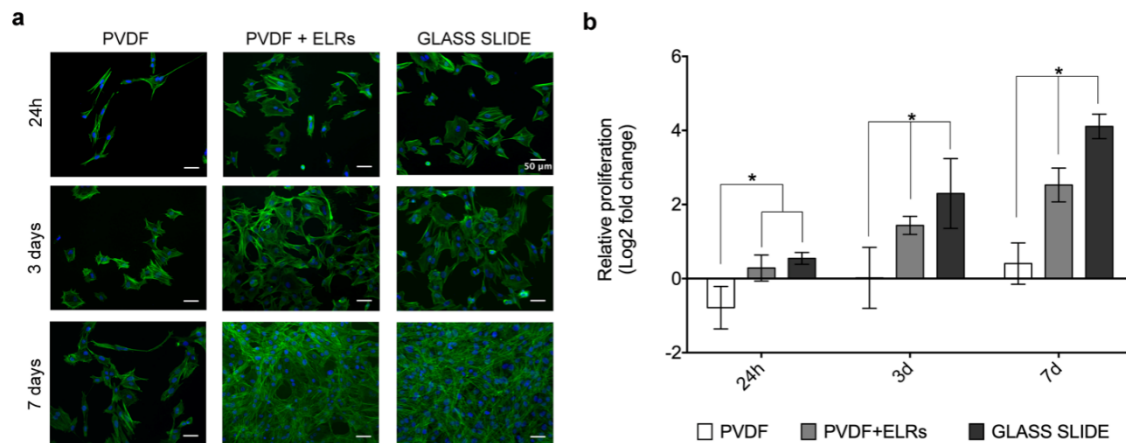 a
PVDF
PVDF + ELRs
GLASS SLIDE
24h
50 µm
3 days
7 days
b
Relative proliferation
(Log2 fold change)
6
4
2
0
-2
*
*
*
24h
3d
7d
PVDF
PVDF+ELRs
GLASS SLIDE